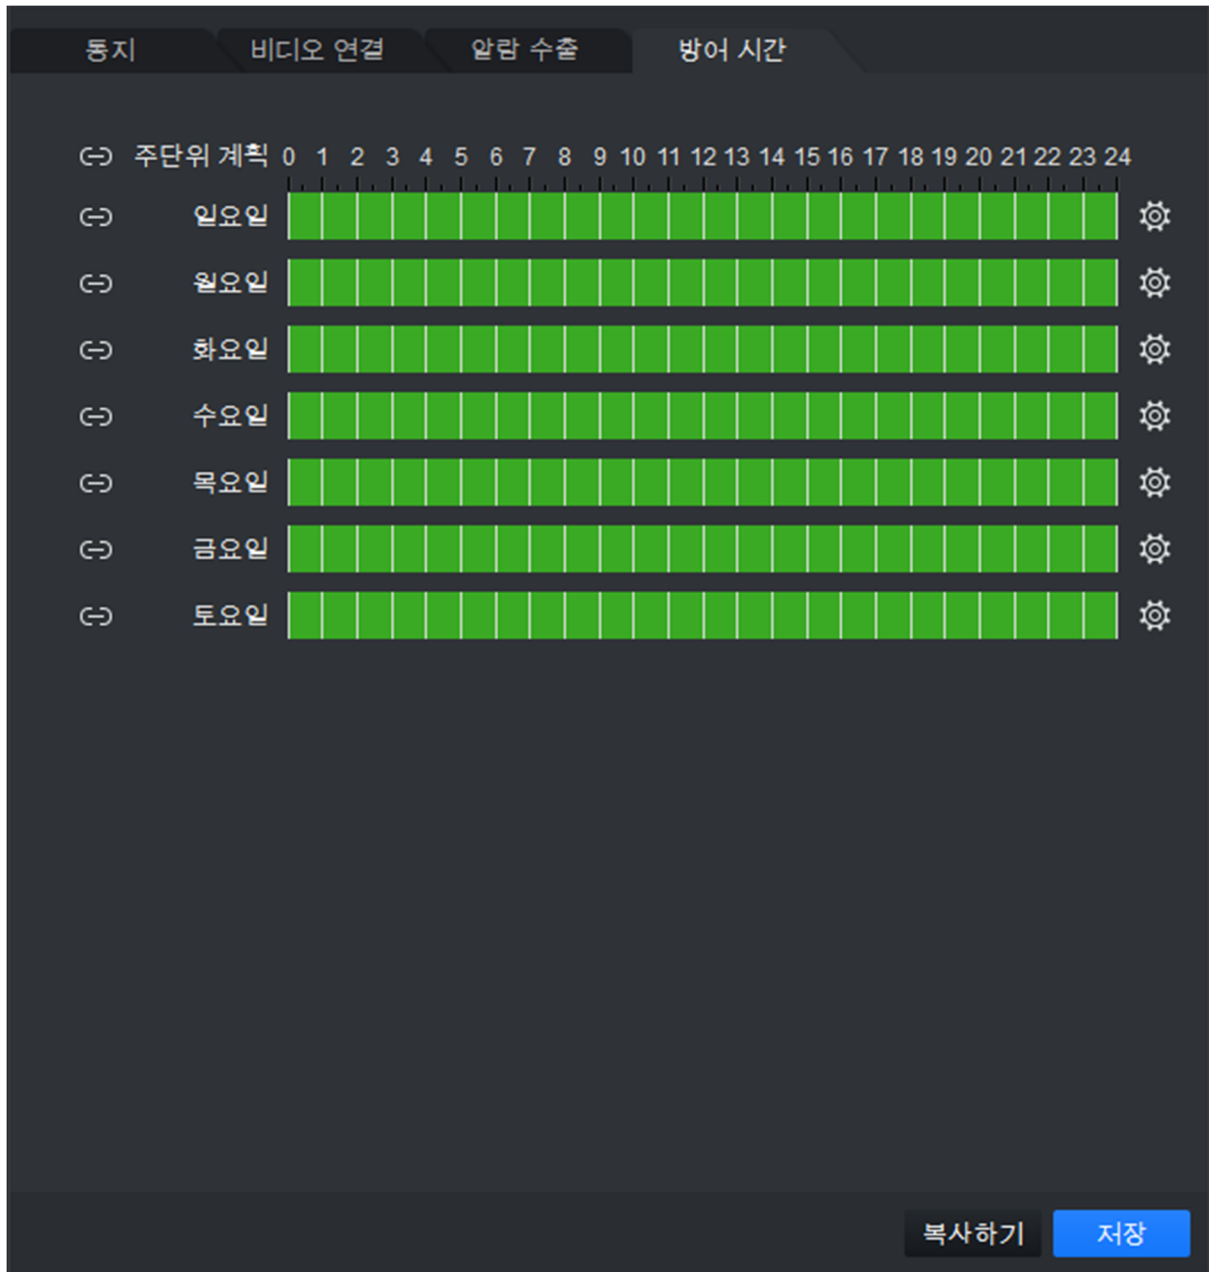 통지 비디오 연결 알람 수출 방어 시간
주단위 계획 0 1 2 3 4 5 6 7 8 9 10 11 12 13 14 15 16 17 18 19 20 21 22 23 24
일요일
월요일
화요일
수요일
목요일
금요일
토요일
복사하기 저장